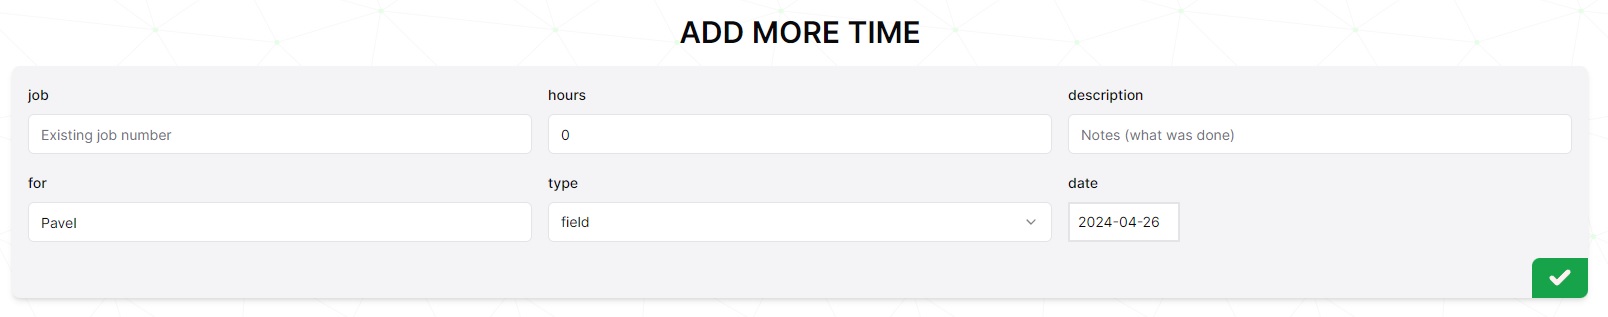 ADD MORE TIME
job
hours
description
Existing job number
0
Notes (what was done)
for
type
date
Pavel
field
2024-04-26